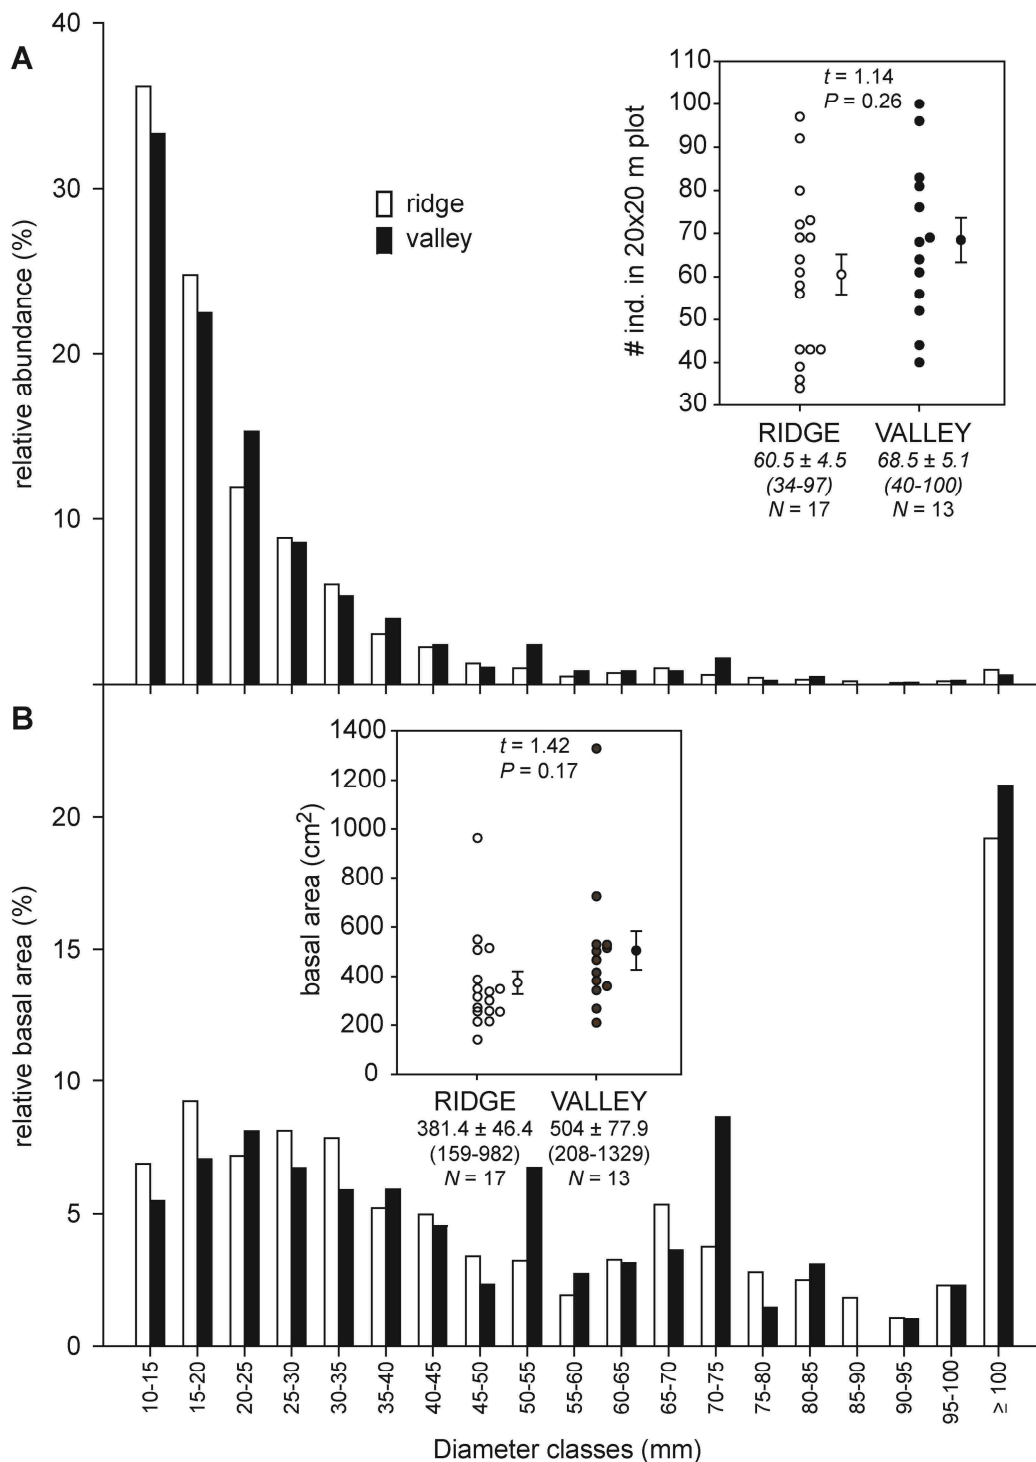 A
40
30
20
10
relative abundance (%)
ridge
valley
110
100
90
80
70
60
50
40
30
# ind. in 20x20 m plot
t = 1.14
P = 0.26
RIDGE VALLEY
60.5 ± 4.5 68.5 ± 5.1
(34-97) (40-100)
N = 17 N = 13
B
20
15
10
5
0
relative basal area (%)
1400
1200
1000
800
600
400
200
0
basal area (cm2)
t = 1.42
P = 0.17
RIDGE VALLEY
381.4 ± 46.4 504 ± 77.9
(159-982) (208-1329)
N = 17 N = 13
10-15
15-20
20-25
25-30
30-35
35-40
40-45
45-50
50-55
55-60
60-65
65-70
70-75
75-80
80-85
85-90
90-95
95-100
≥ 100
Diameter classes (mm)